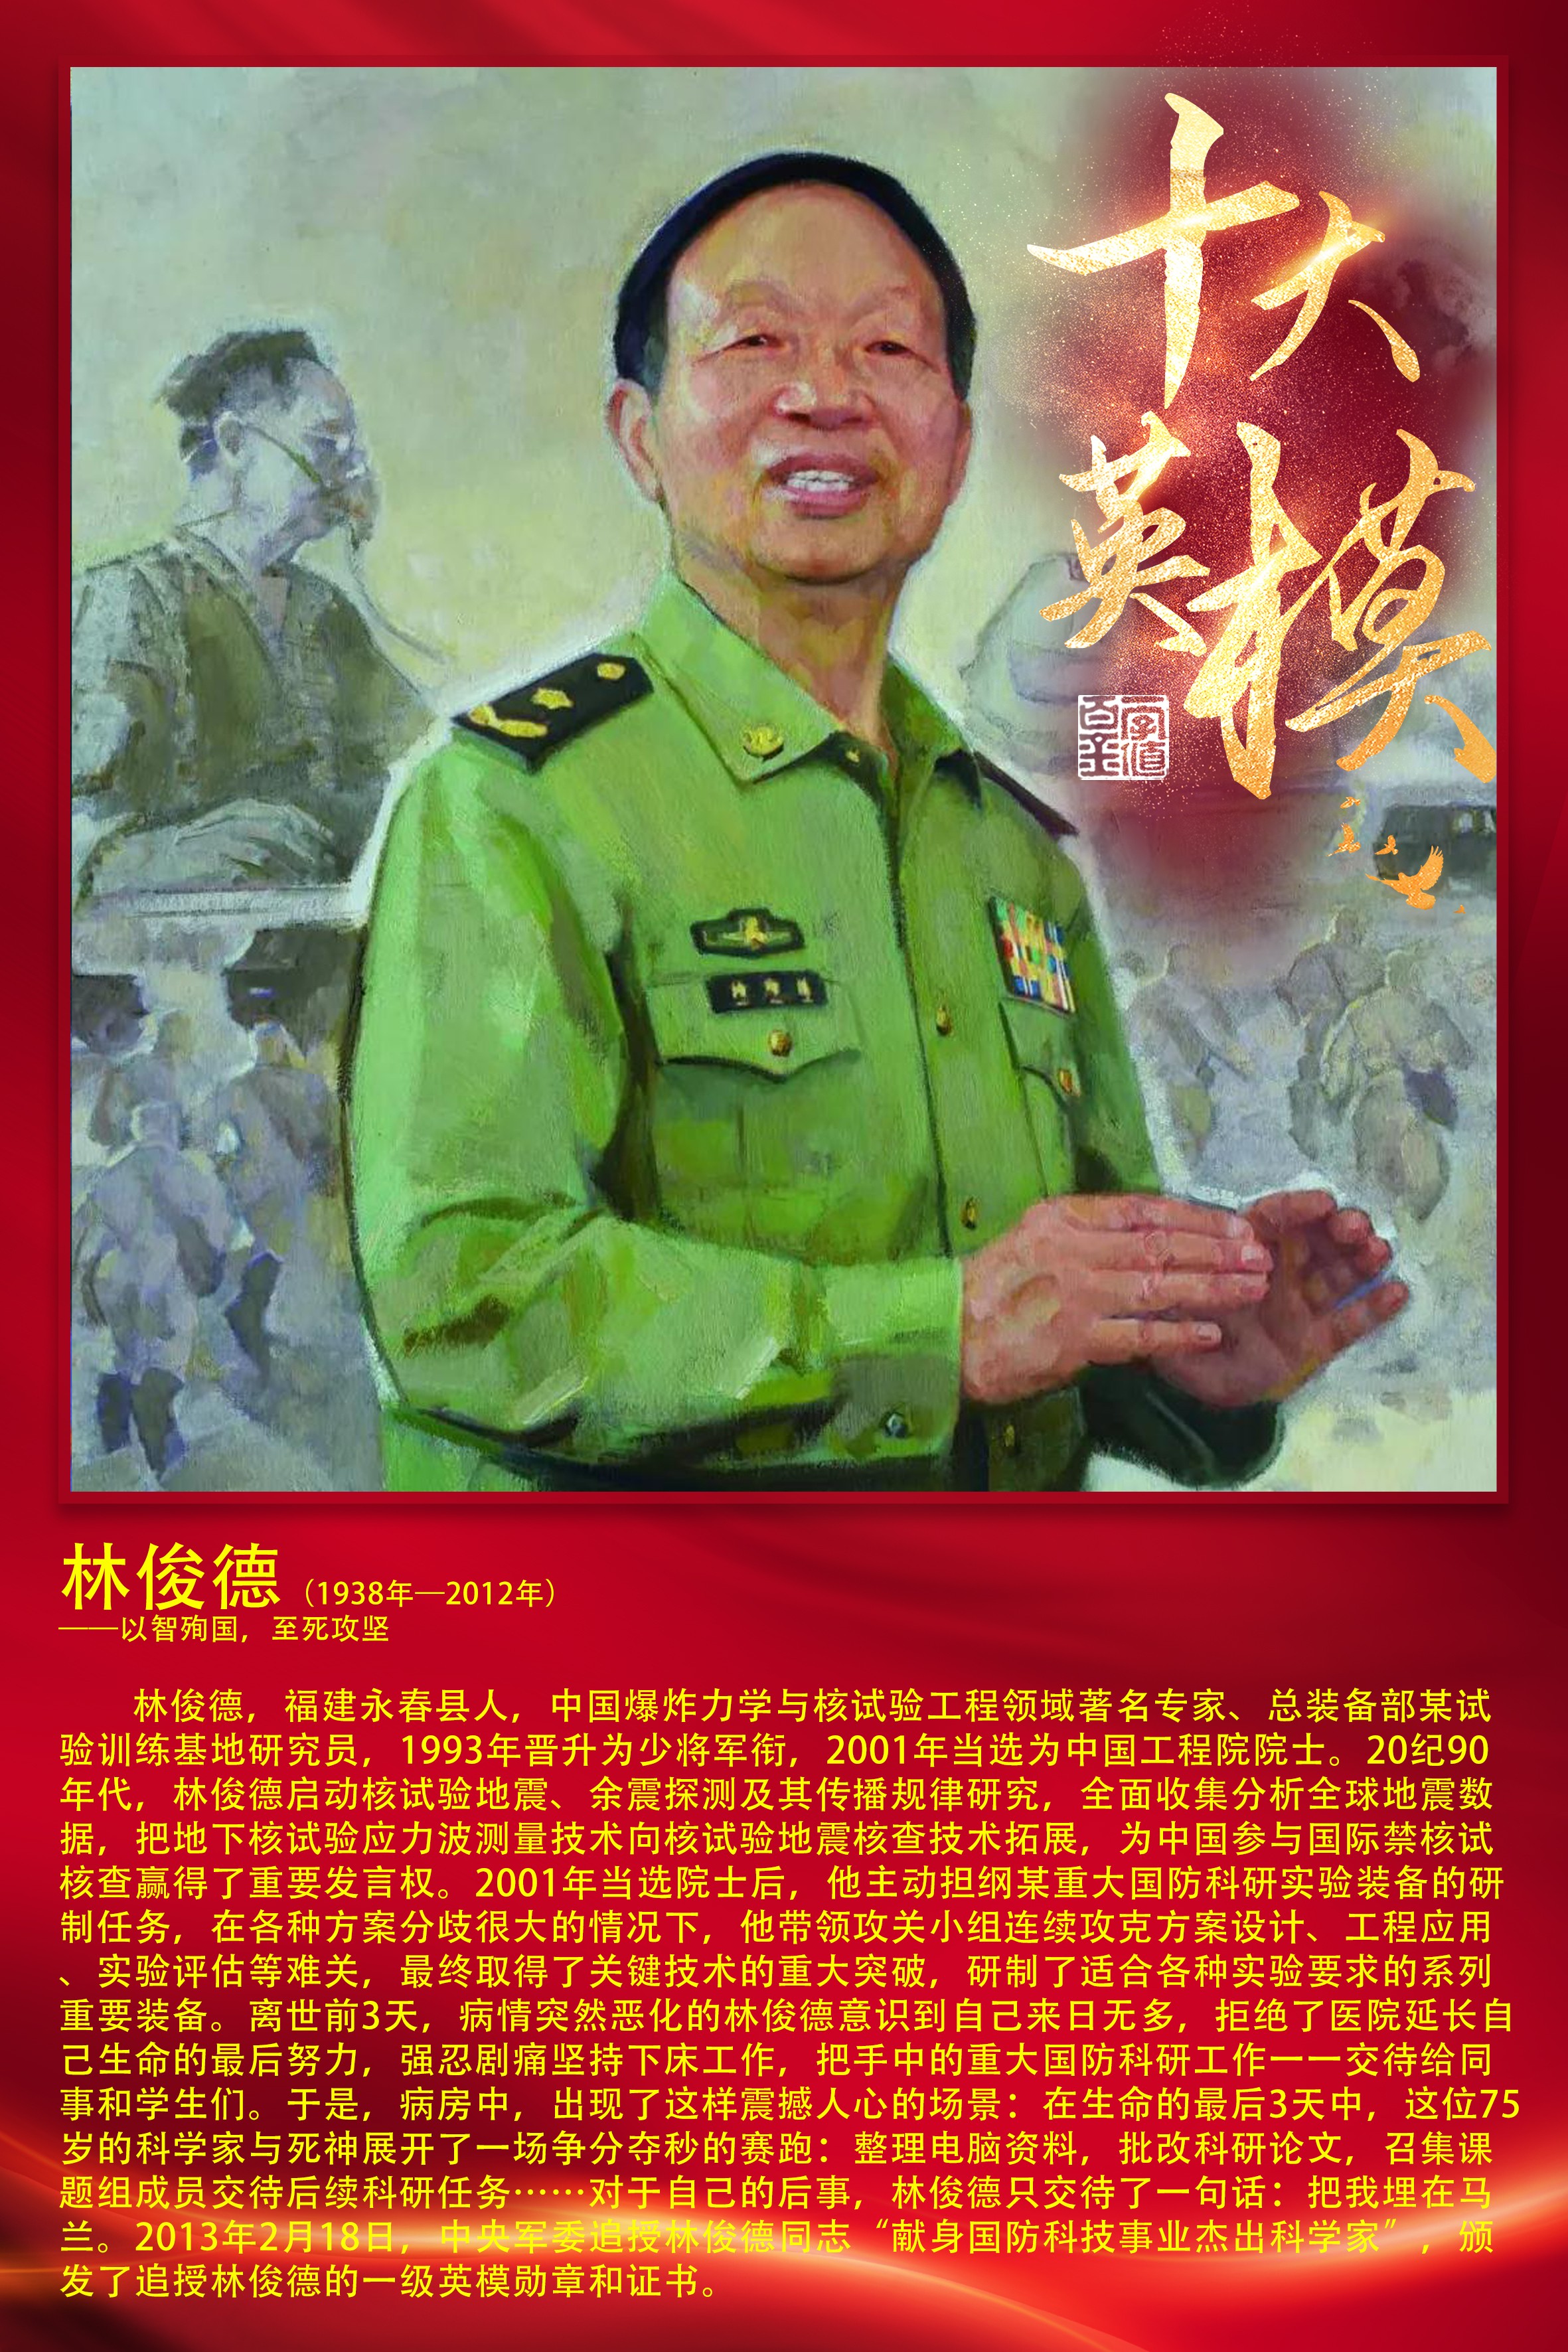 十大
英模
一字值
百金
林俊德（1938年—2012年）
——以智殉国，至死攻坚
林俊德，福建永春县人，中国爆炸力学与核试验工程领域著名专家、总装备部某试
验训练基地研究员，1993年晋升为少将军衔，2001年当选为中国工程院院士。20纪90
年代，林俊德启动核试验地震、余震探测及其传播规律研究，全面收集分析全球地震数
据，把地下核试验应力波测量技术向核试验地震核查技术拓展，为中国参与国际禁核试
核查赢得了重要发言权。2001年当选院士后，他主动担纲某重大国防科研实验装备的研
制任务，在各种方案分歧很大的情况下，他带领攻关小组连续攻克方案设计、工程应用
、实验评估等难关，最终取得了关键技术的重大突破，研制了适合各种实验要求的系列
重要装备。离世前3天，病情突然恶化的林俊德意识到自己来日无多，拒绝了医院延长自
己生命的最后努力，强忍剧痛坚持下床工作，把手中的重大国防科研工作一一交待给同
事和学生们。于是，病房中，出现了这样震撼人心的场景：在生命的最后3天中，这位75
岁的科学家与死神展开了一场争分夺秒的赛跑：整理电脑资料，批改科研论文，召集课
题组成员交待后续科研任务……对于自己的后事，林俊德只交待了一句话：把我埋在马
兰。2013年2月18日，中央军委追授林俊德同志“献身国防科技事业杰出科学家”，颁
发了追授林俊德的一级英模勋章和证书。